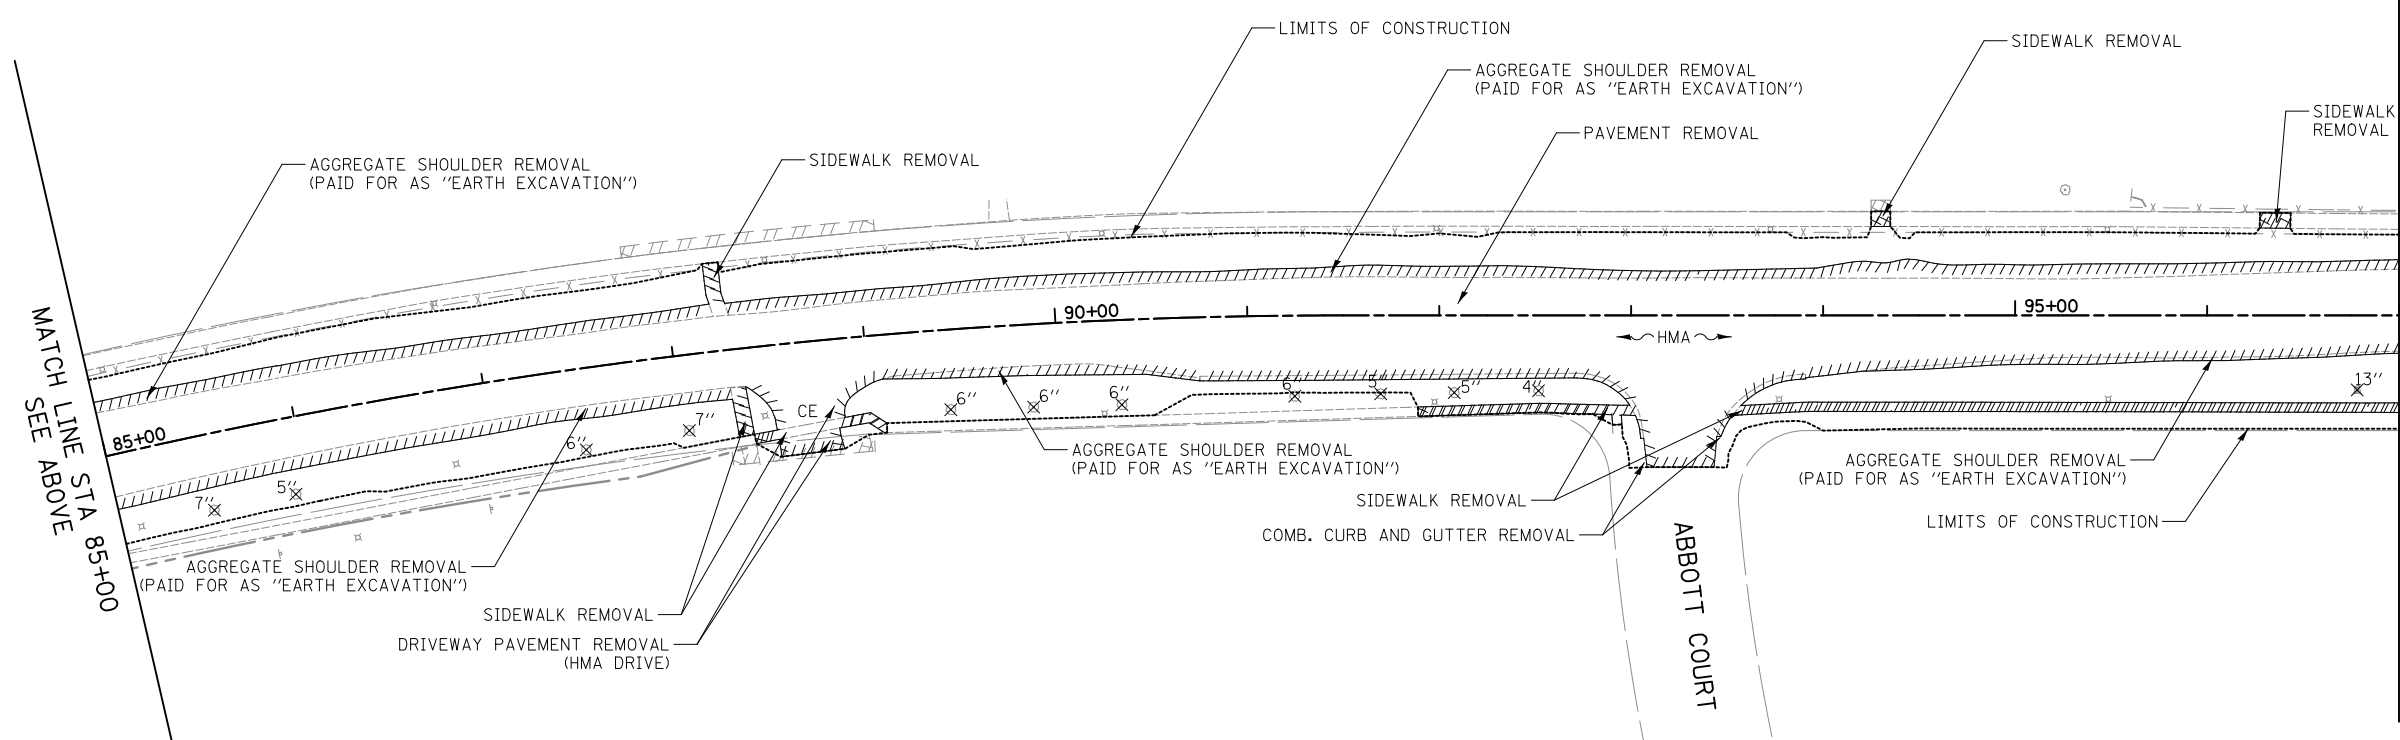 LIMITS OF CONSTRUCTION
SIDEWALK REMOVAL
AGGREGATE SHOULDER REMOVAL
(PAID FOR AS "EARTH EXCAVATION")
SIDEWALK
REMOVAL
PAVEMENT REMOVAL
AGGREGATE SHOULDER REMOVAL
(PAID FOR AS "EARTH EXCAVATION")
SIDEWALK REMOVAL
MATCH LINE STA 85+00
SEE ABOVE
85+00
90+00
95+00
HMA
CE
7"
5"
6"
7"
6"
6"
6"
6"
5"
5"
4"
13"
AGGREGATE SHOULDER REMOVAL
(PAID FOR AS "EARTH EXCAVATION")
AGGREGATE SHOULDER REMOVAL
(PAID FOR AS "EARTH EXCAVATION")
SIDEWALK REMOVAL
COMB. CURB AND GUTTER REMOVAL
LIMITS OF CONSTRUCTION
AGGREGATE SHOULDER REMOVAL
(PAID FOR AS "EARTH EXCAVATION")
SIDEWALK REMOVAL
DRIVEWAY PAVEMENT REMOVAL
(HMA DRIVE)
ABBOTT COURT